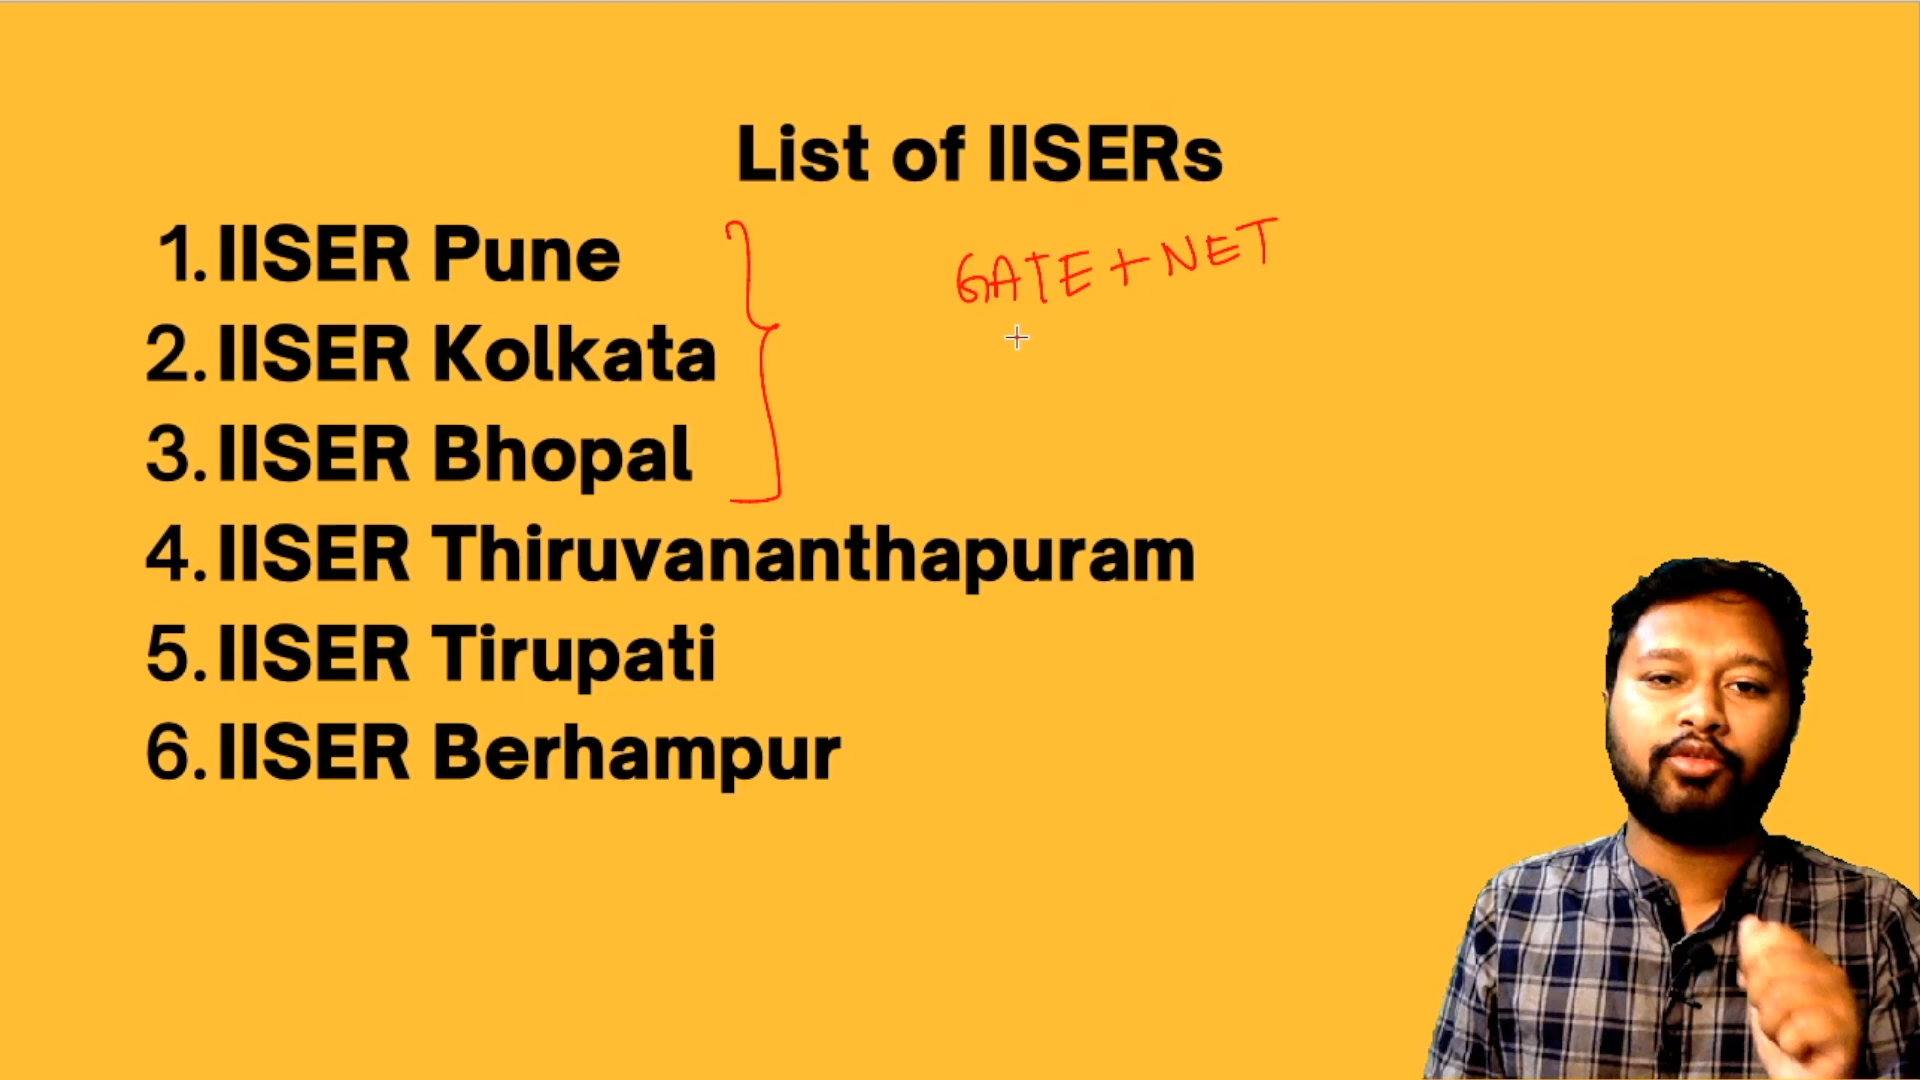 List of IISERs
1. IISER Pune
GATE + NET
2. IISER Kolkata
3. IISER Bhopal
4. IISER Thiruvananthapuram
5. IISER Tirupati
6. IISER Berhampur